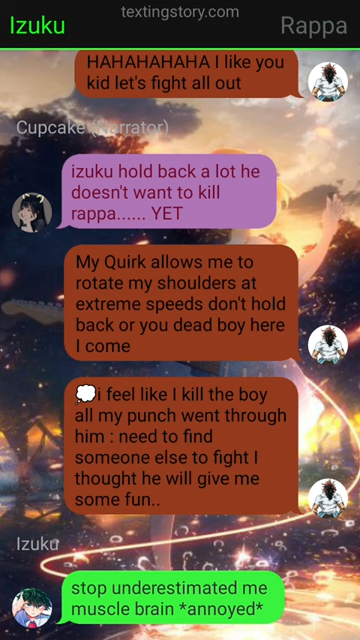 textingstory.com
Izuku Rappa
HAHAHAHAHA I like you
kid let's fight all out
Cupcake (Narrator)
izuku hold back a lot he
doesn't want to kill
rappa...... YET
My Quirk allows me to
rotate my shoulders at
extreme speeds don't hold
back or you dead boy here
I come
💭i feel like I kill the boy
all my punch went through
him : need to find
someone else to fight I
thought he will give me
some fun..
Izuku
stop underestimated me
muscle brain *annoyed*